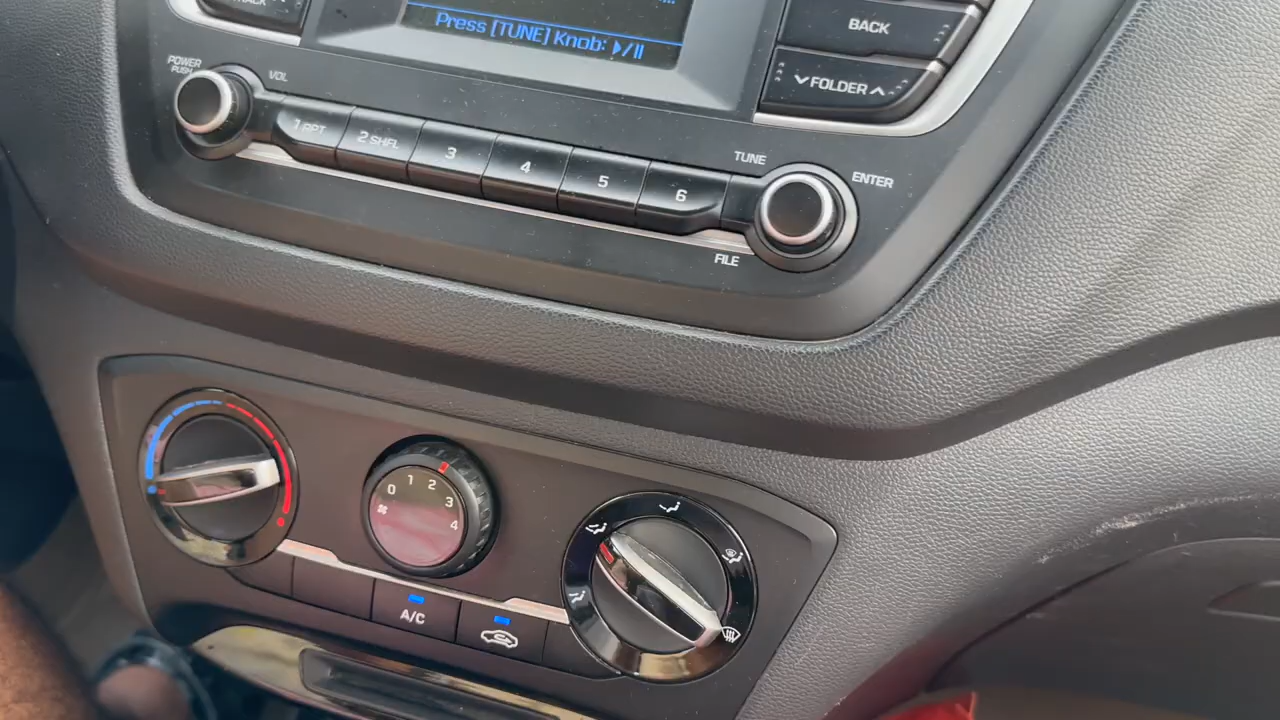 TRACK
Press [TUNE] Knob: ▶/II
BACK
FOLDER
POWER
PUSH
VOL
1 RPT
2 SHFL
3
4
5
6
TUNE
ENTER
FILE
0
1
2
3
4
A/C